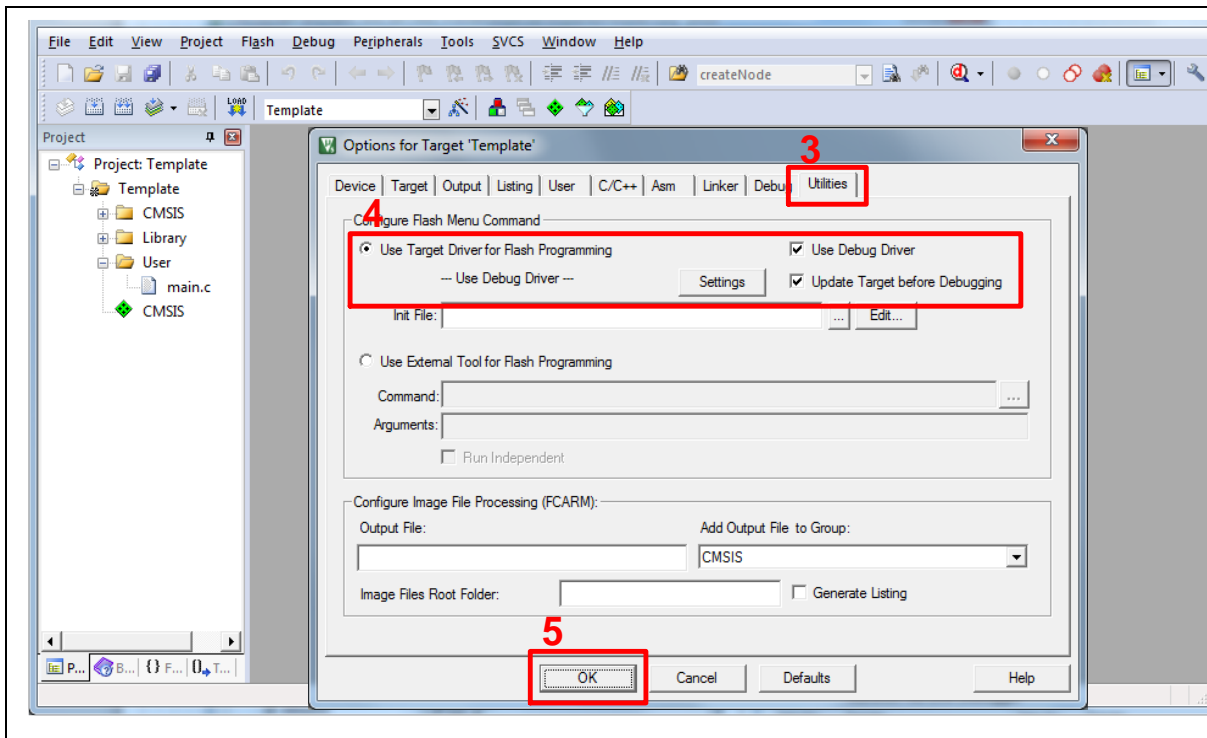 File Edit View Project Flash Debug Peripherals Tools SVCS Window Help
createNode
LOAD
Template
Project
Project: Template
Template
CMSIS
Library
User
main.c
CMSIS
P... B... {} F... 0 T...
Options for Target 'Template'
3
Device Target Output Listing User C/C++ Asm Linker Debug Utilities
4
Configure Flash Menu Command
Use Target Driver for Flash Programming Use Debug Driver
--- Use Debug Driver --- Settings Update Target before Debugging
Init File: ... Edit...
Use External Tool for Flash Programming
Command: ...
Arguments:
Run Independent
Configure Image File Processing (FCARM):
Output File: Add Output File to Group:
CMSIS
Image Files Root Folder: Generate Listing
5
OK Cancel Defaults Help